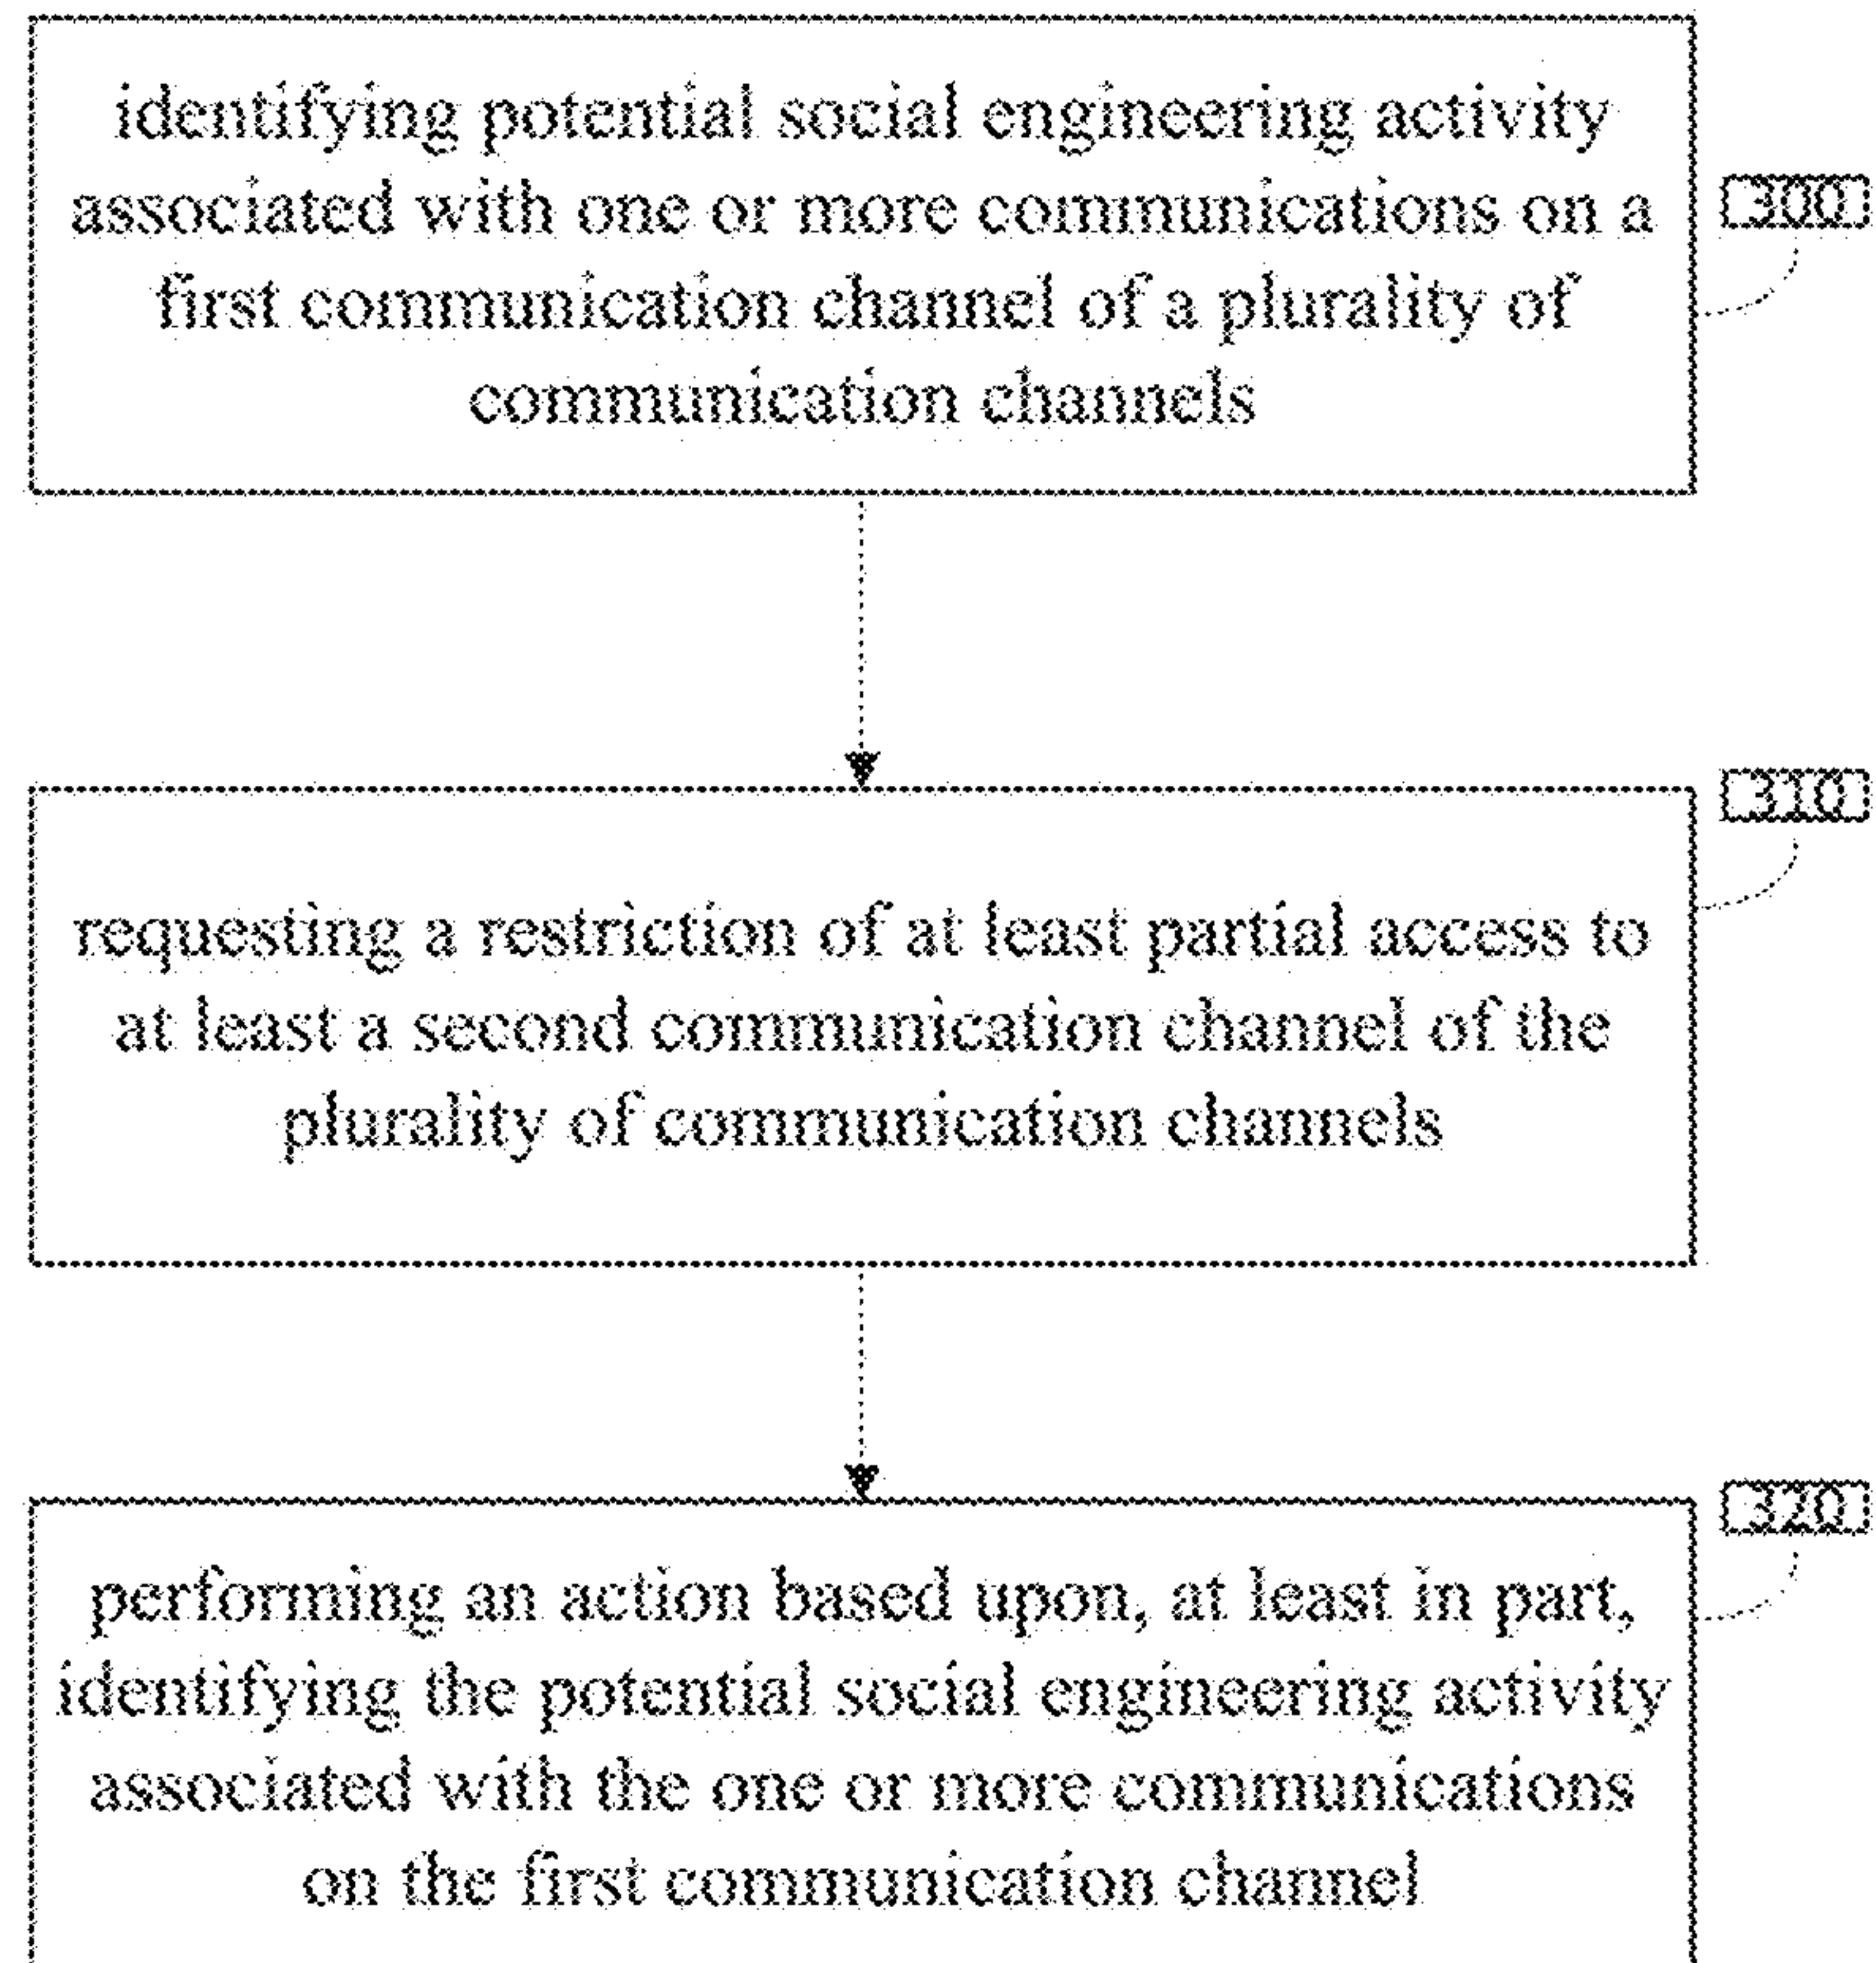 identifying potential social engineering activity
associated with one or more communications on a
first communication channel of a plurality of
communication channels
300
requesting a restriction of at least partial access to
at least a second communication channel of the
plurality of communication channels
310
performing an action based upon, at least in part,
identifying the potential social engineering activity
associated with the one or more communications
on the first communication channel
320